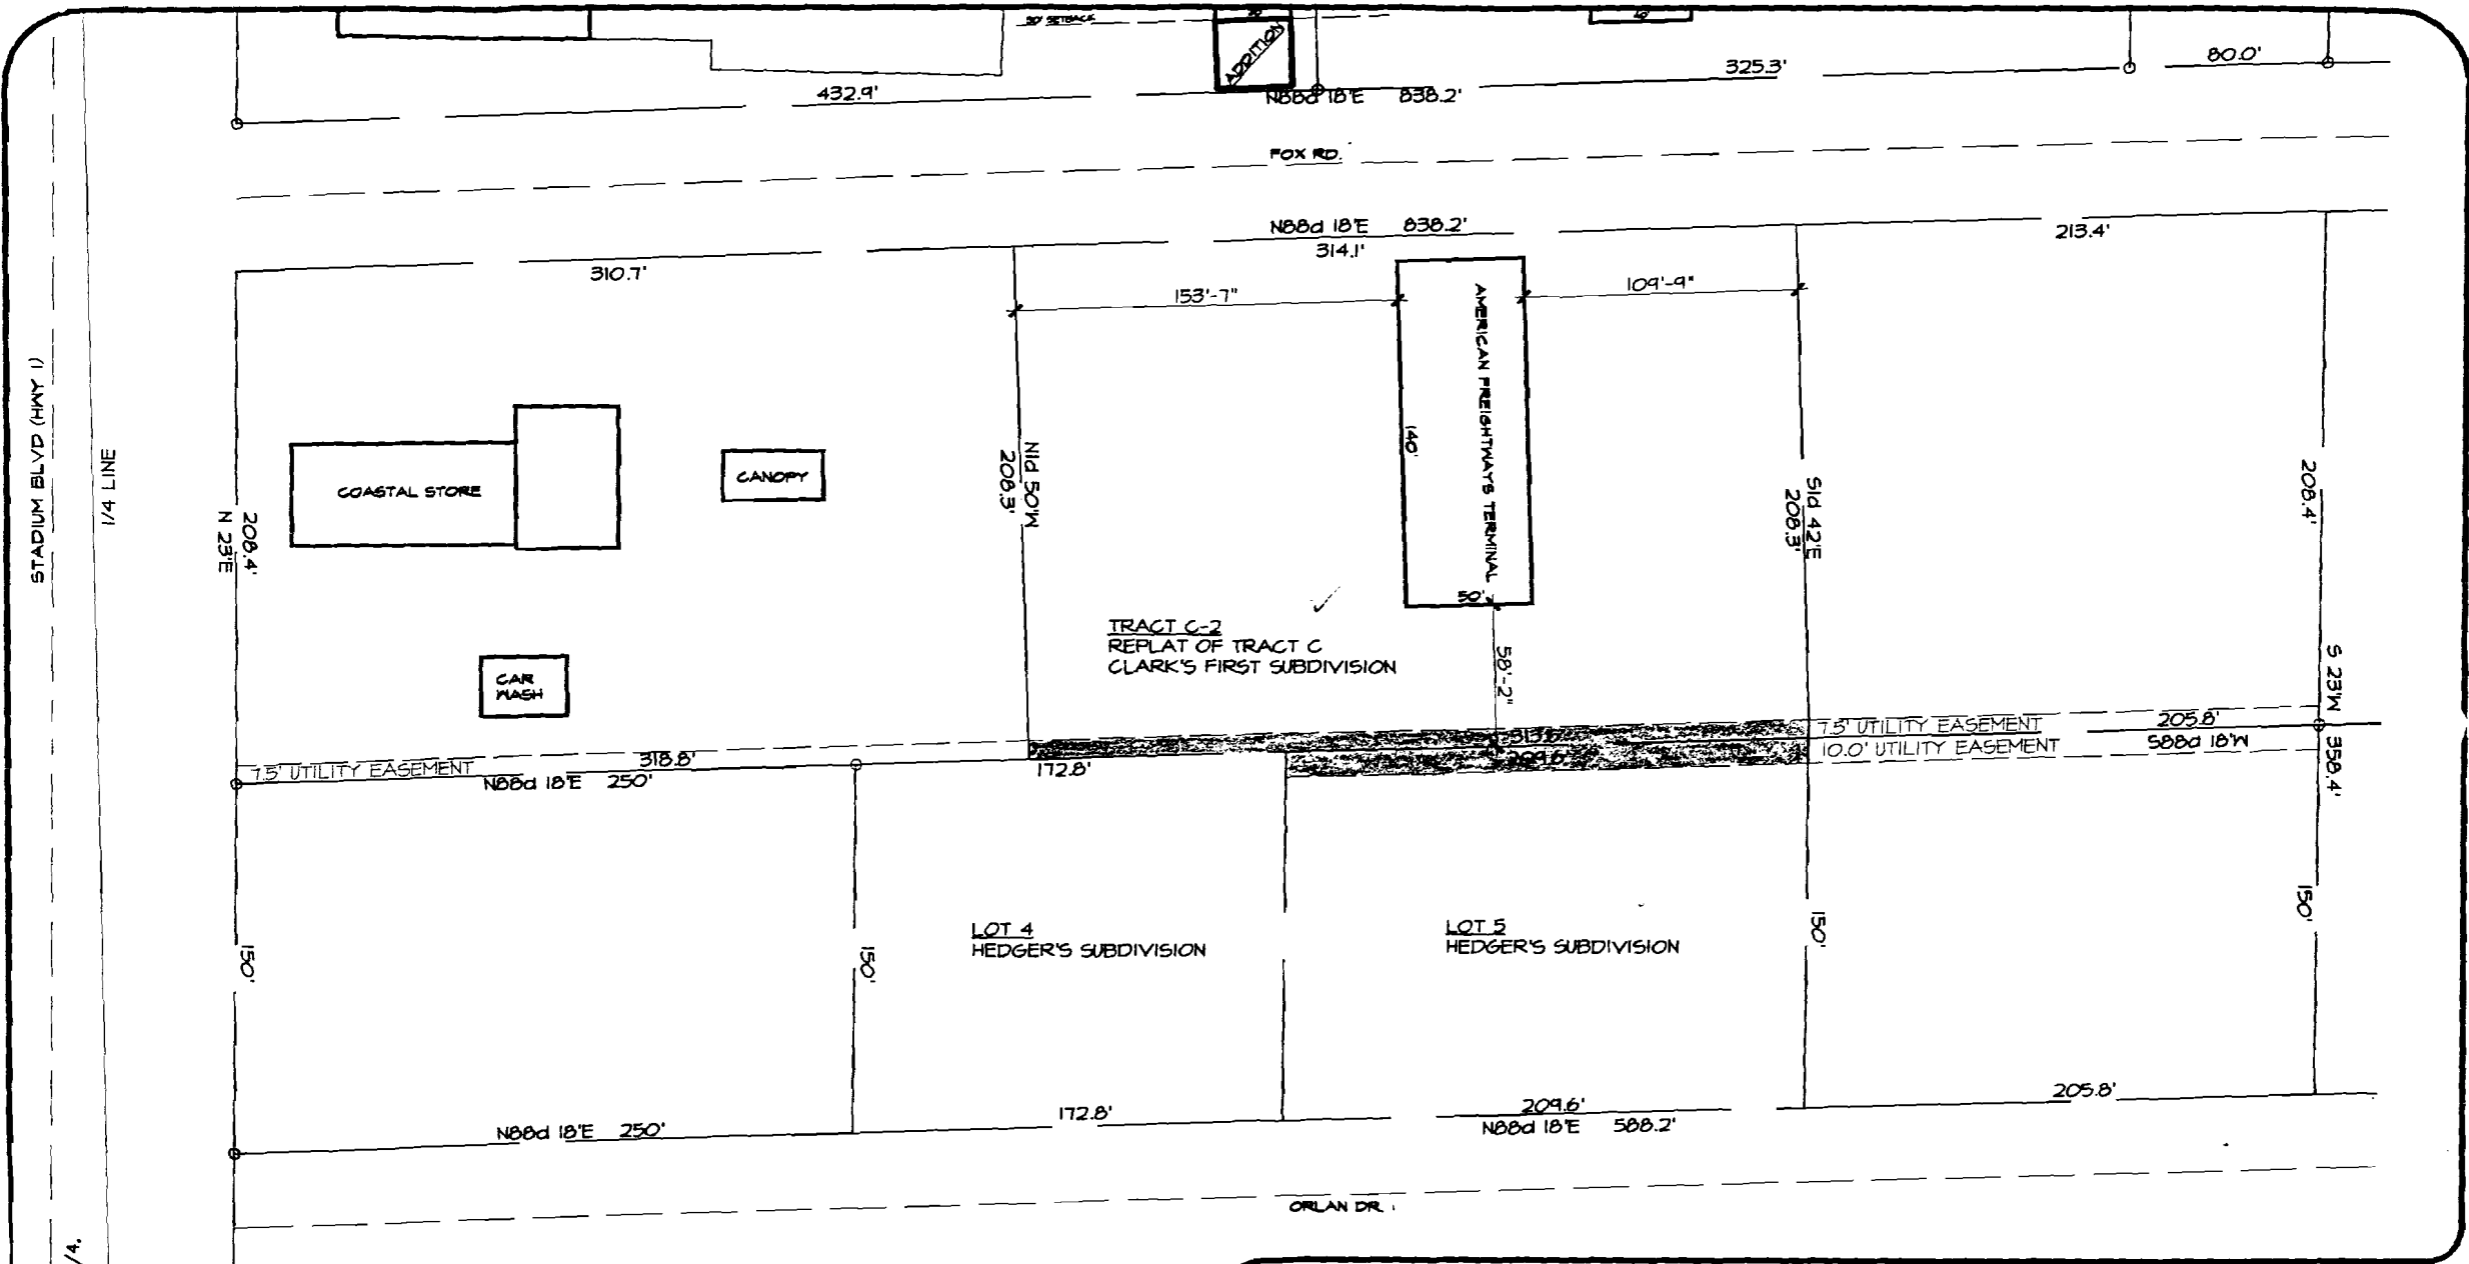 30' SETBACK
ADDITION
432.9'
325.3'
80.0'
N88d 18'E 838.2'
FOX RD.
N88d 18'E 838.2'
310.7'
314.1'
213.4'
153'-7"
109'-9"
AMERICAN FREIGHTWAYS TERMINAL
140'
50'
58'-2"
STADIUM BLVD (HWY 1)
1/4 LINE
COASTAL STORE
CANOPY
CAR
WASH
208.4'
N 23'E
N1d 50'W
208.3'
S1d 42'E
208.3'
208.4'
S 23'W
358.4'
TRACT C-2
REPLAT OF TRACT C
CLARK'S FIRST SUBDIVISION
7.5' UTILITY EASEMENT
205.8'
10.0' UTILITY EASEMENT
S88d 18'W
7.5' UTILITY EASEMENT
318.8'
N88d 18'E 250'
172.8'
209.6'
150'
150'
LOT 4
HEDGER'S SUBDIVISION
LOT 5
HEDGER'S SUBDIVISION
150'
150'
N88d 18'E 250'
172.8'
209.6'
N88d 18'E 588.2'
205.8'
ORLAN DR.
/4.